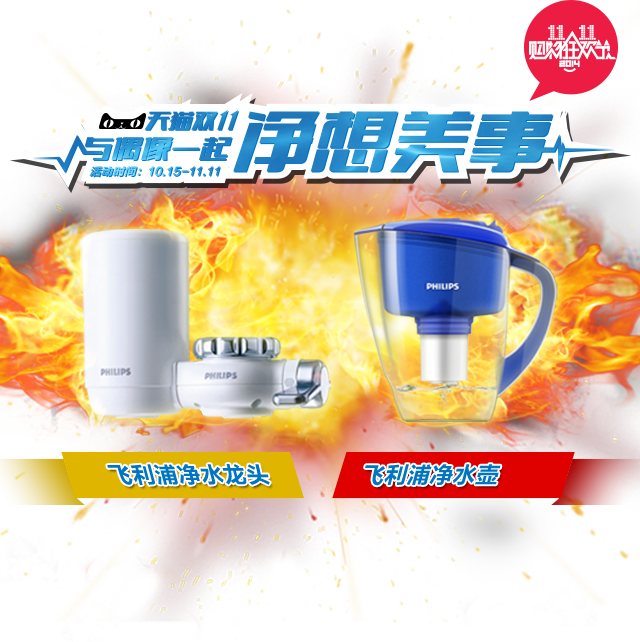 11 11
购物狂欢节
2014
天猫双11
与偶像一起
净想美事
活动时间：10.15-11.11
PHILIPS
PHILIPS
PHILIPS
飞利浦净水龙头
飞利浦净水壶